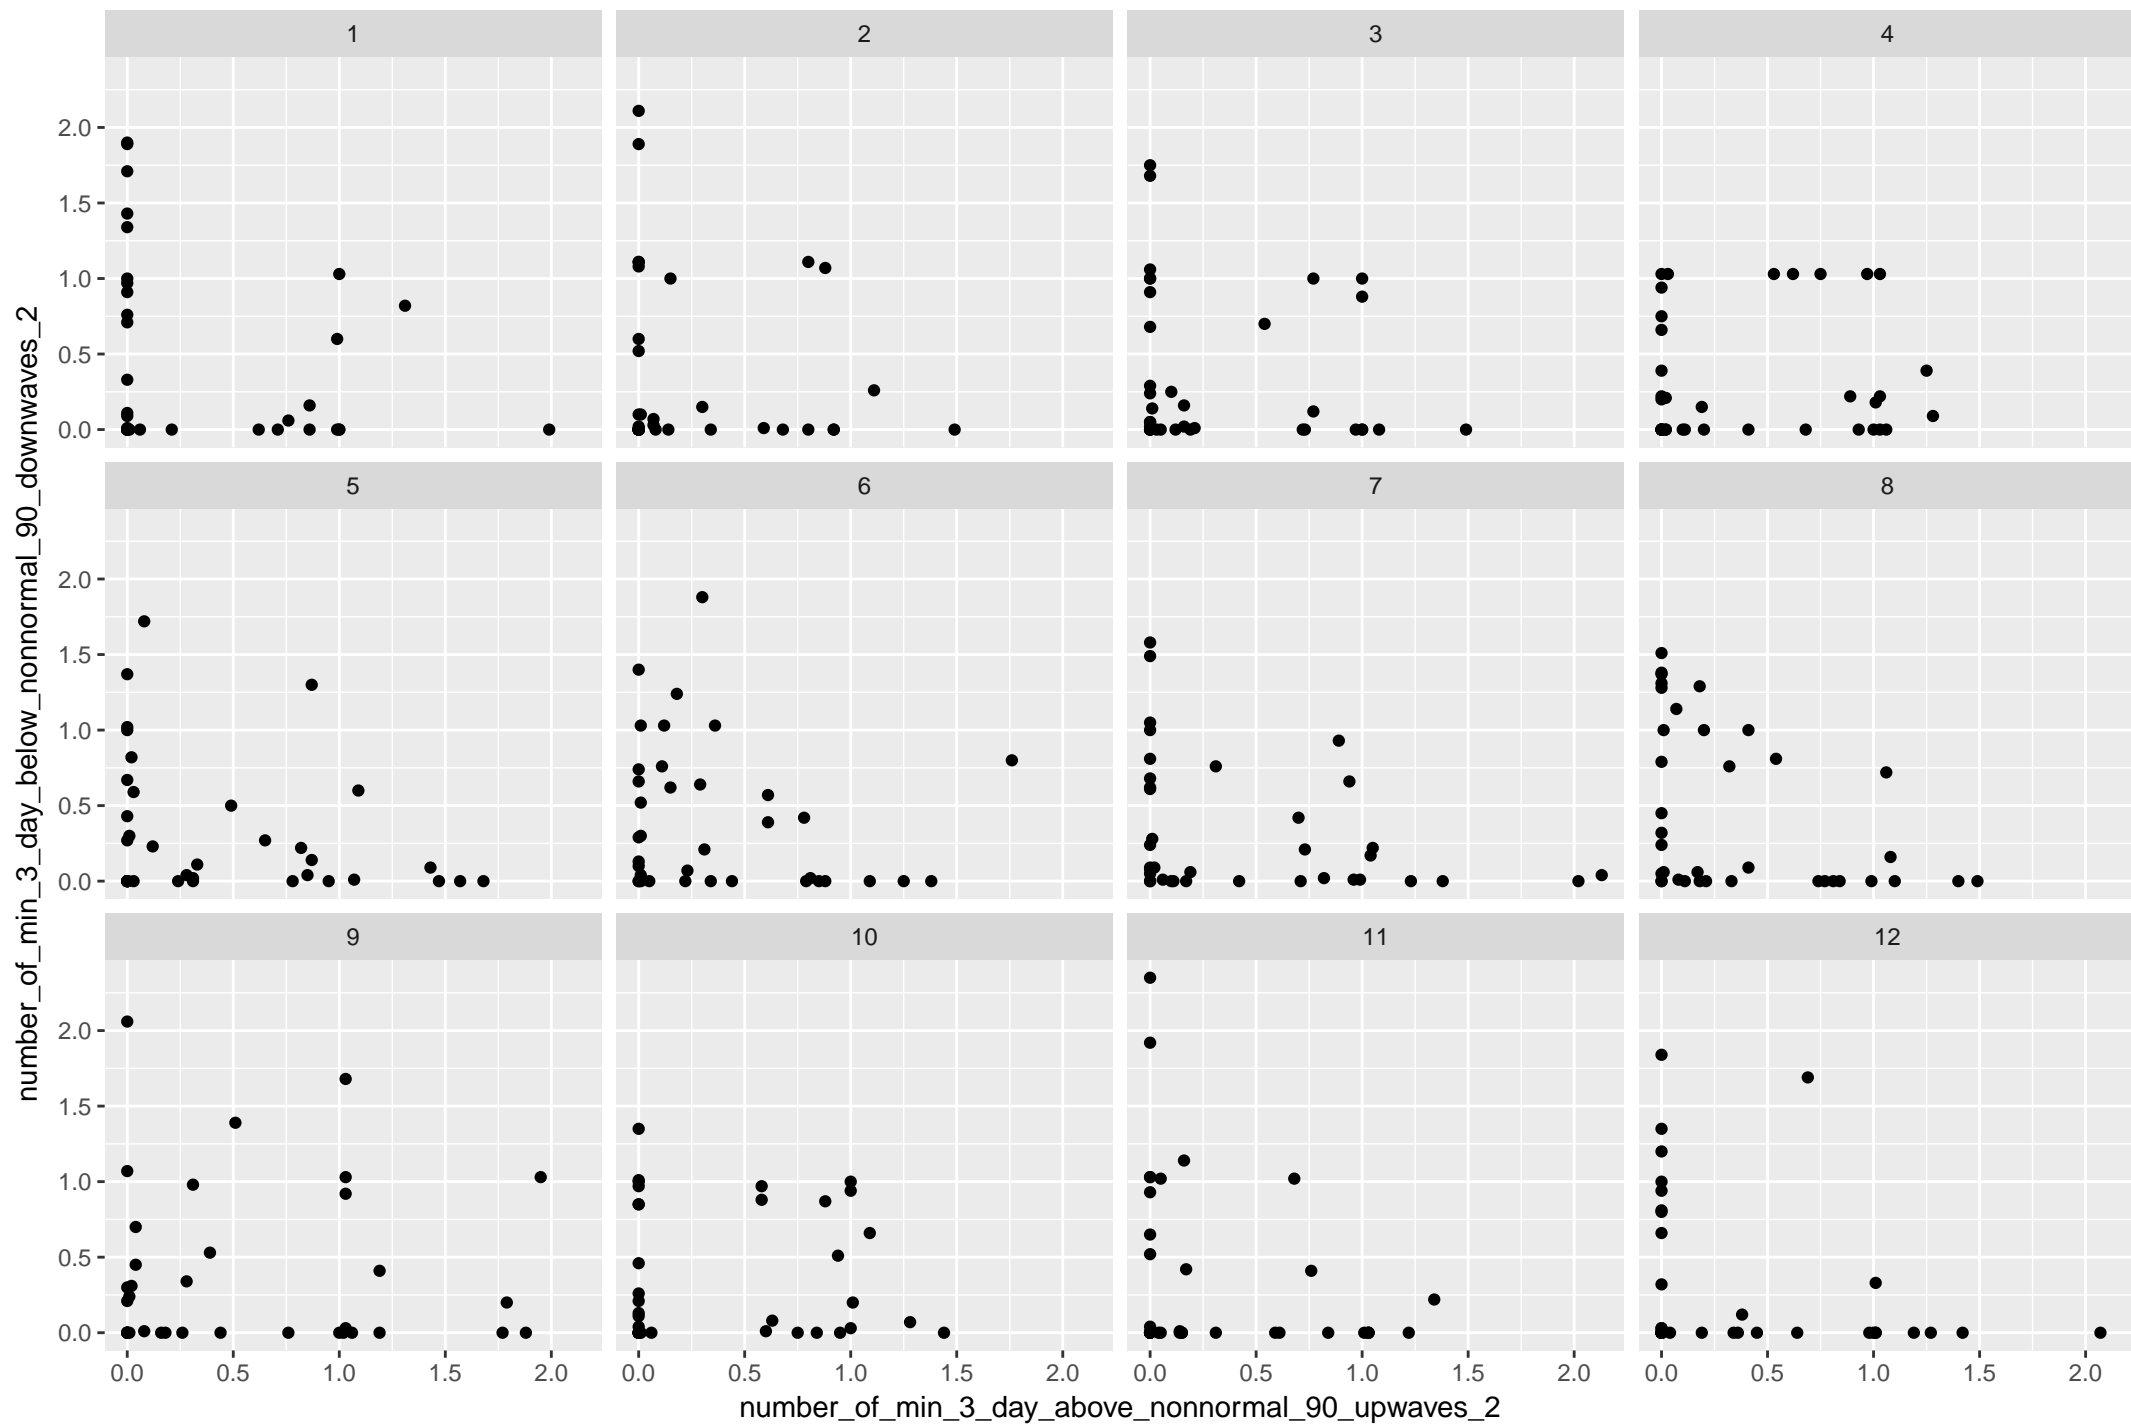 1 2 3 4
2.0
1.5
1.0
0.5
0.0
5 6 7 8
2.0
1.5
1.0
0.5
0.0
9 10 11 12
2.0
1.5
1.0
0.5
0.0
0.0 0.5 1.0 1.5 2.0 0.0 0.5 1.0 1.5 2.0 0.0 0.5 1.0 1.5 2.0 0.0 0.5 1.0 1.5 2.0
number_of_min_3_day_above_nonnormal_90_upwaves_2
number_of_min_3_day_below_nonnormal_90_downwaves_2